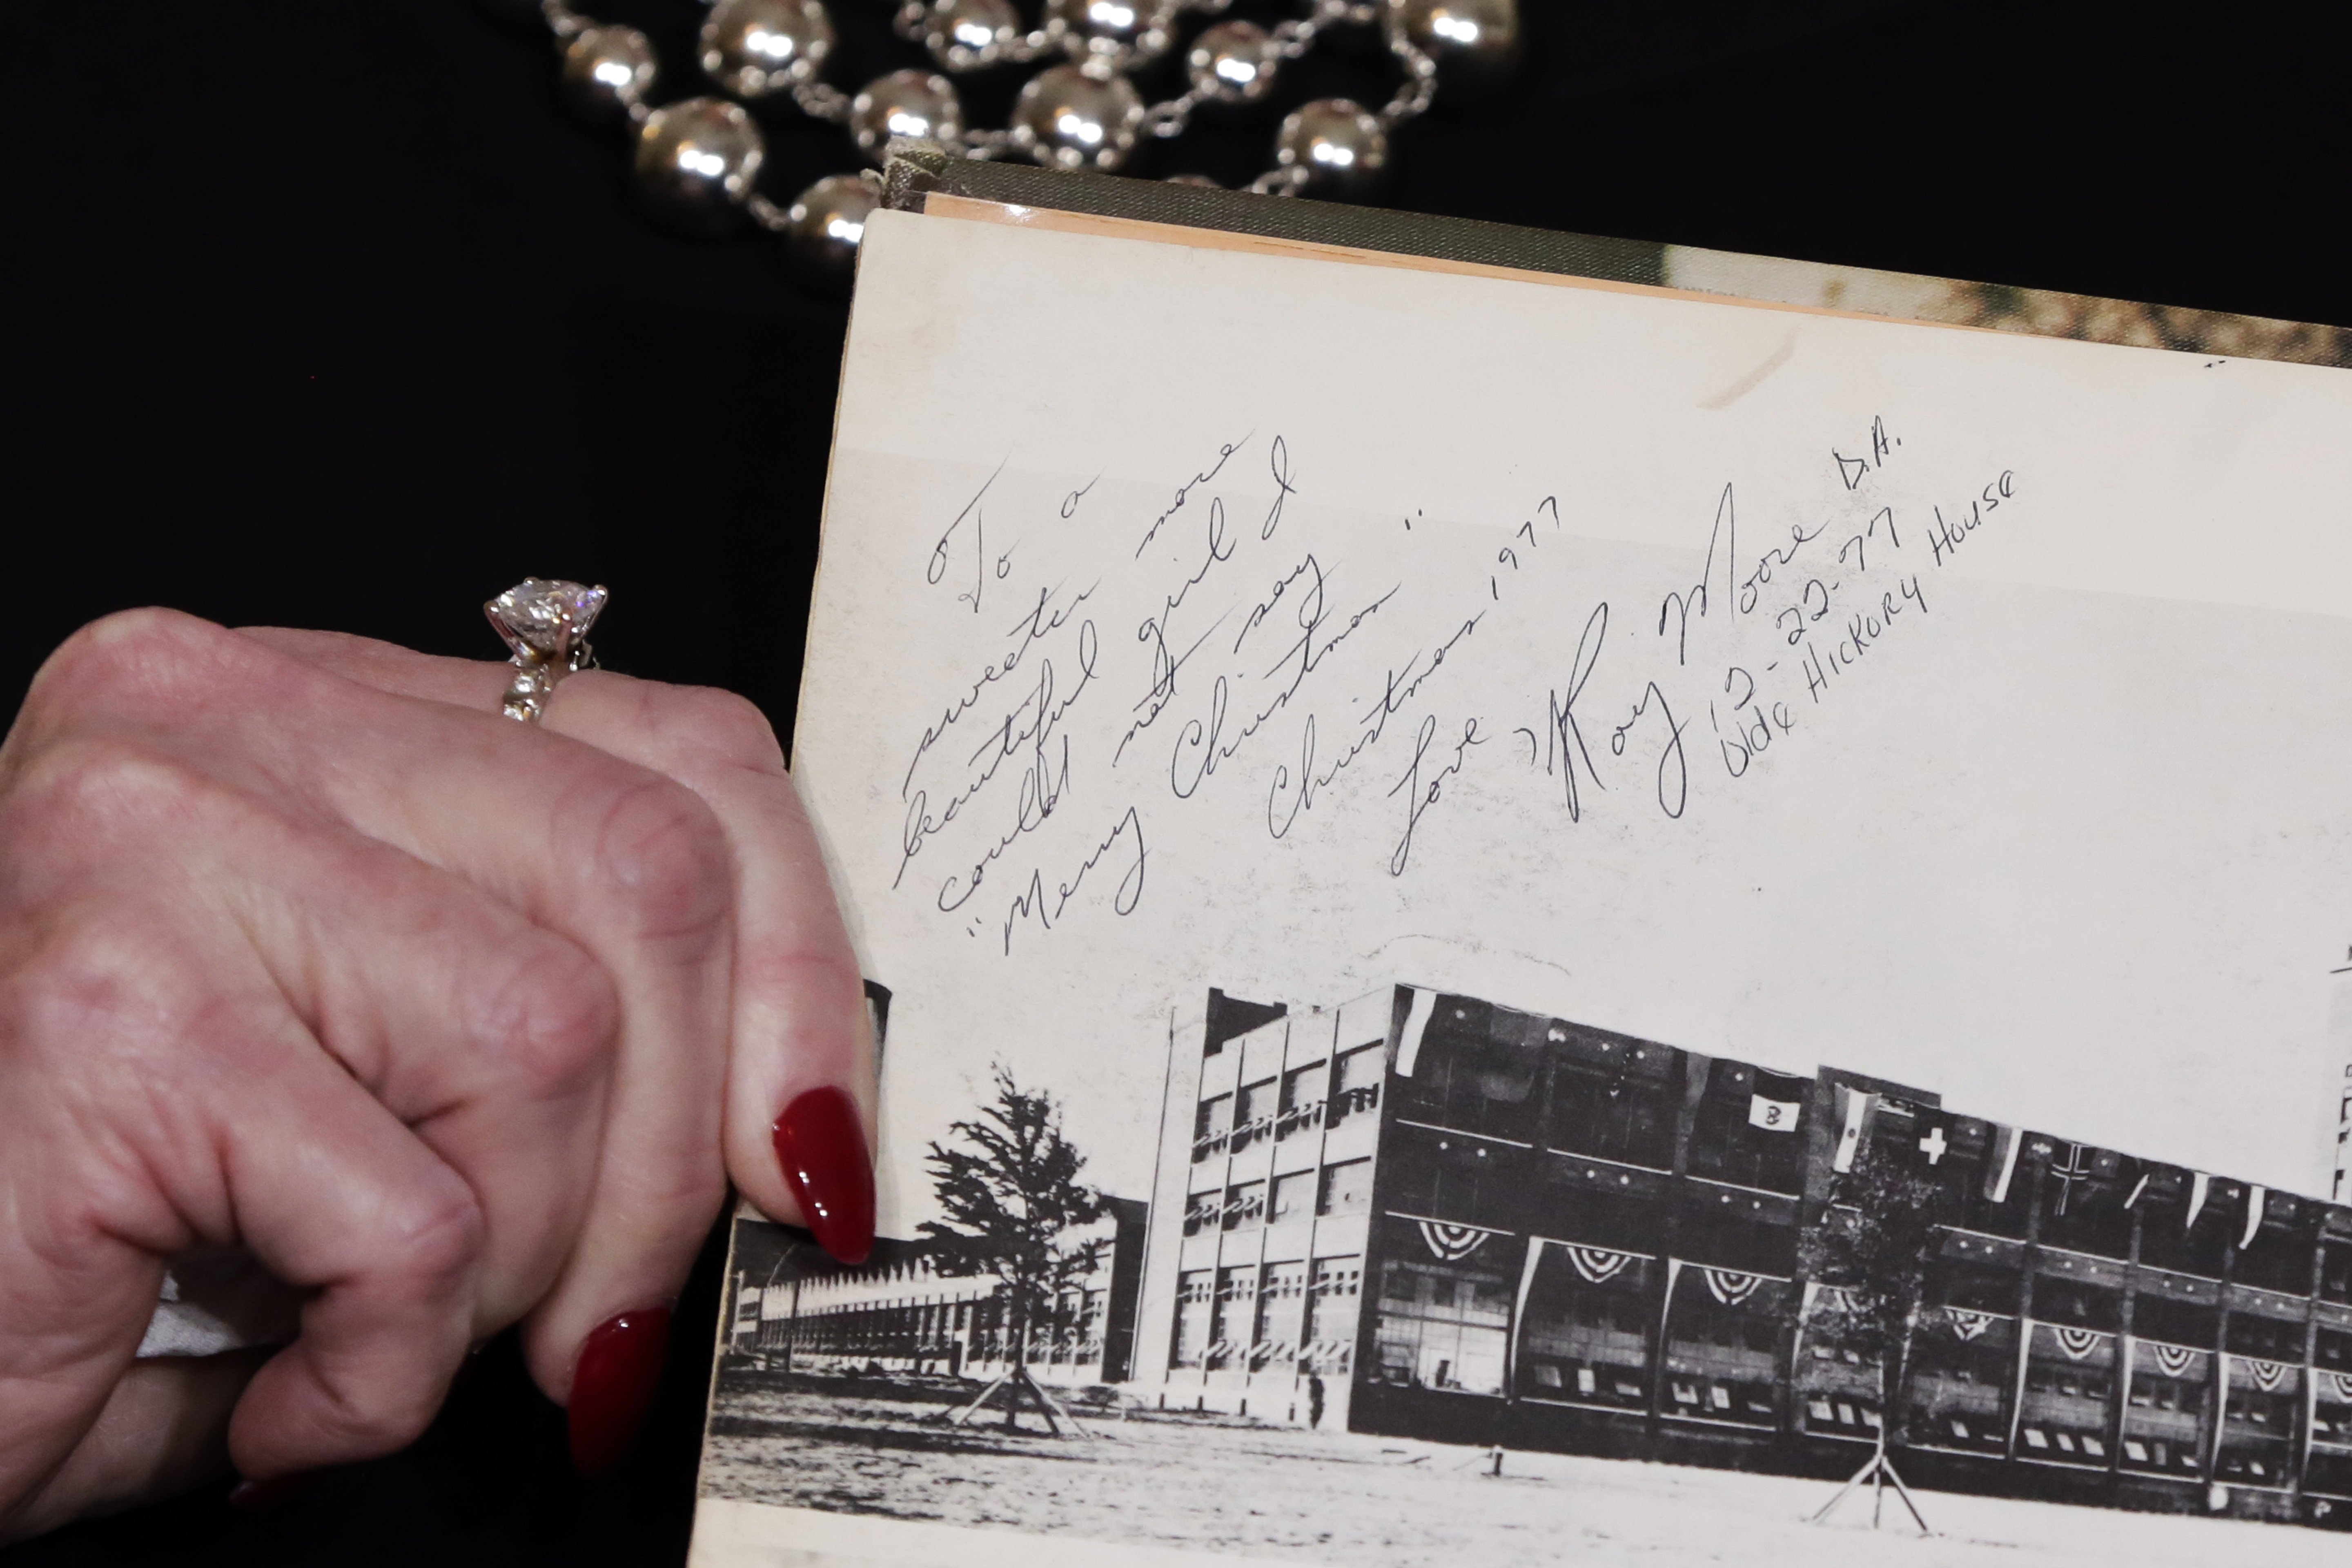 To a
sweeter more
beautiful girl I
could not say
"Merry Christmas"
Christmas 1977
Love,
Roy Moore D.A.
12-22-77
Olde Hickory House